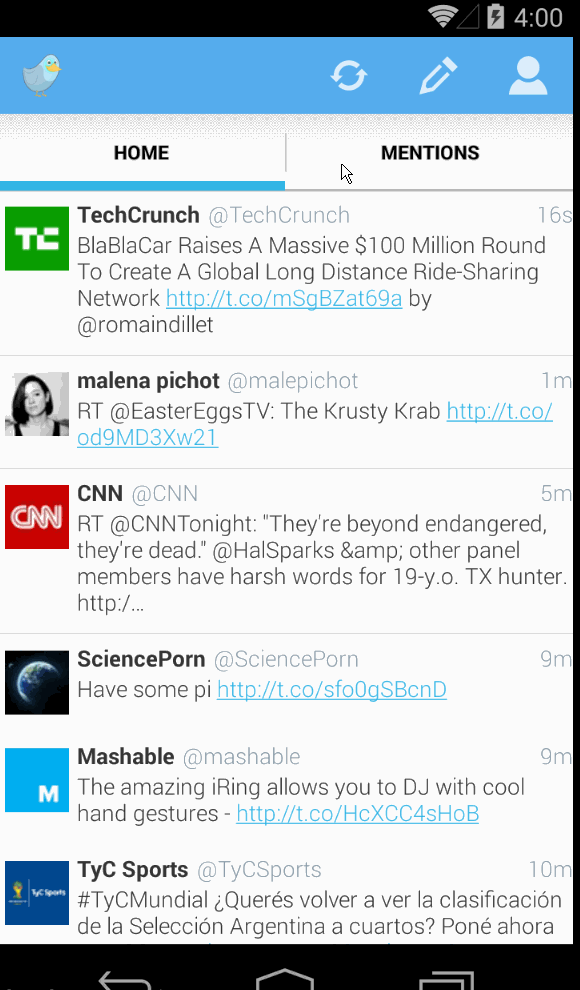 4:00
HOME MENTIONS
TechCrunch @TechCrunch 16s
BlaBlaCar Raises A Massive $100 Million Round
To Create A Global Long Distance Ride-Sharing
Network http://t.co/mSgBZat69a by
@romaindillet
malena pichot @malepichot 1m
RT @EasterEggsTV: The Krusty Krab http://t.co/
od9MD3Xw21
CNN
CNN @CNN 5m
RT @CNNTonight: "They're beyond endangered,
they're dead." @HalSparks &amp; other panel
members have harsh words for 19-y.o. TX hunter.
http:/…
SciencePorn @SciencePorn 9m
Have some pi http://t.co/sfo0gSBcnD
M
Mashable @mashable 9m
The amazing iRing allows you to DJ with cool
hand gestures - http://t.co/HcXCC4sHoB
TyC Sports
TyC Sports @TyCSports 10m
#TyCMundial ¿Querés volver a ver la clasificación
de la Selección Argentina a cuartos? Poné ahora